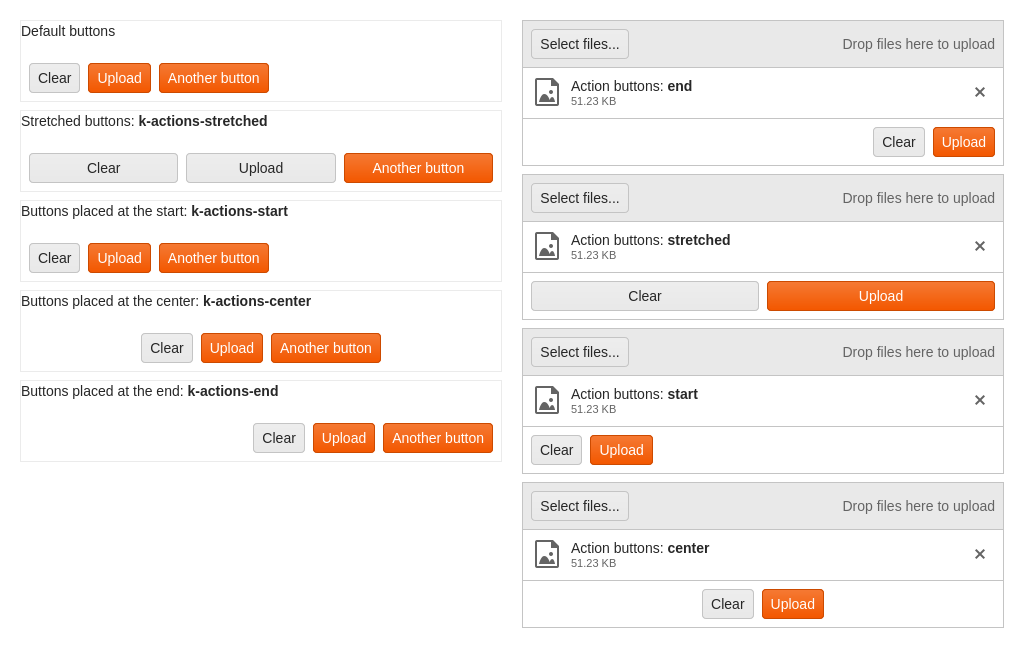 Default buttons
Clear Upload Another button
Stretched buttons: k-actions-stretched
Clear Upload Another button
Buttons placed at the start: k-actions-start
Clear Upload Another button
Buttons placed at the center: k-actions-center
Clear Upload Another button
Buttons placed at the end: k-actions-end
Clear Upload Another button
Select files... Drop files here to upload
Action buttons: end
51.23 KB
Clear Upload
Select files... Drop files here to upload
Action buttons: stretched
51.23 KB
Clear Upload
Select files... Drop files here to upload
Action buttons: start
51.23 KB
Clear Upload
Select files... Drop files here to upload
Action buttons: center
51.23 KB
Clear Upload